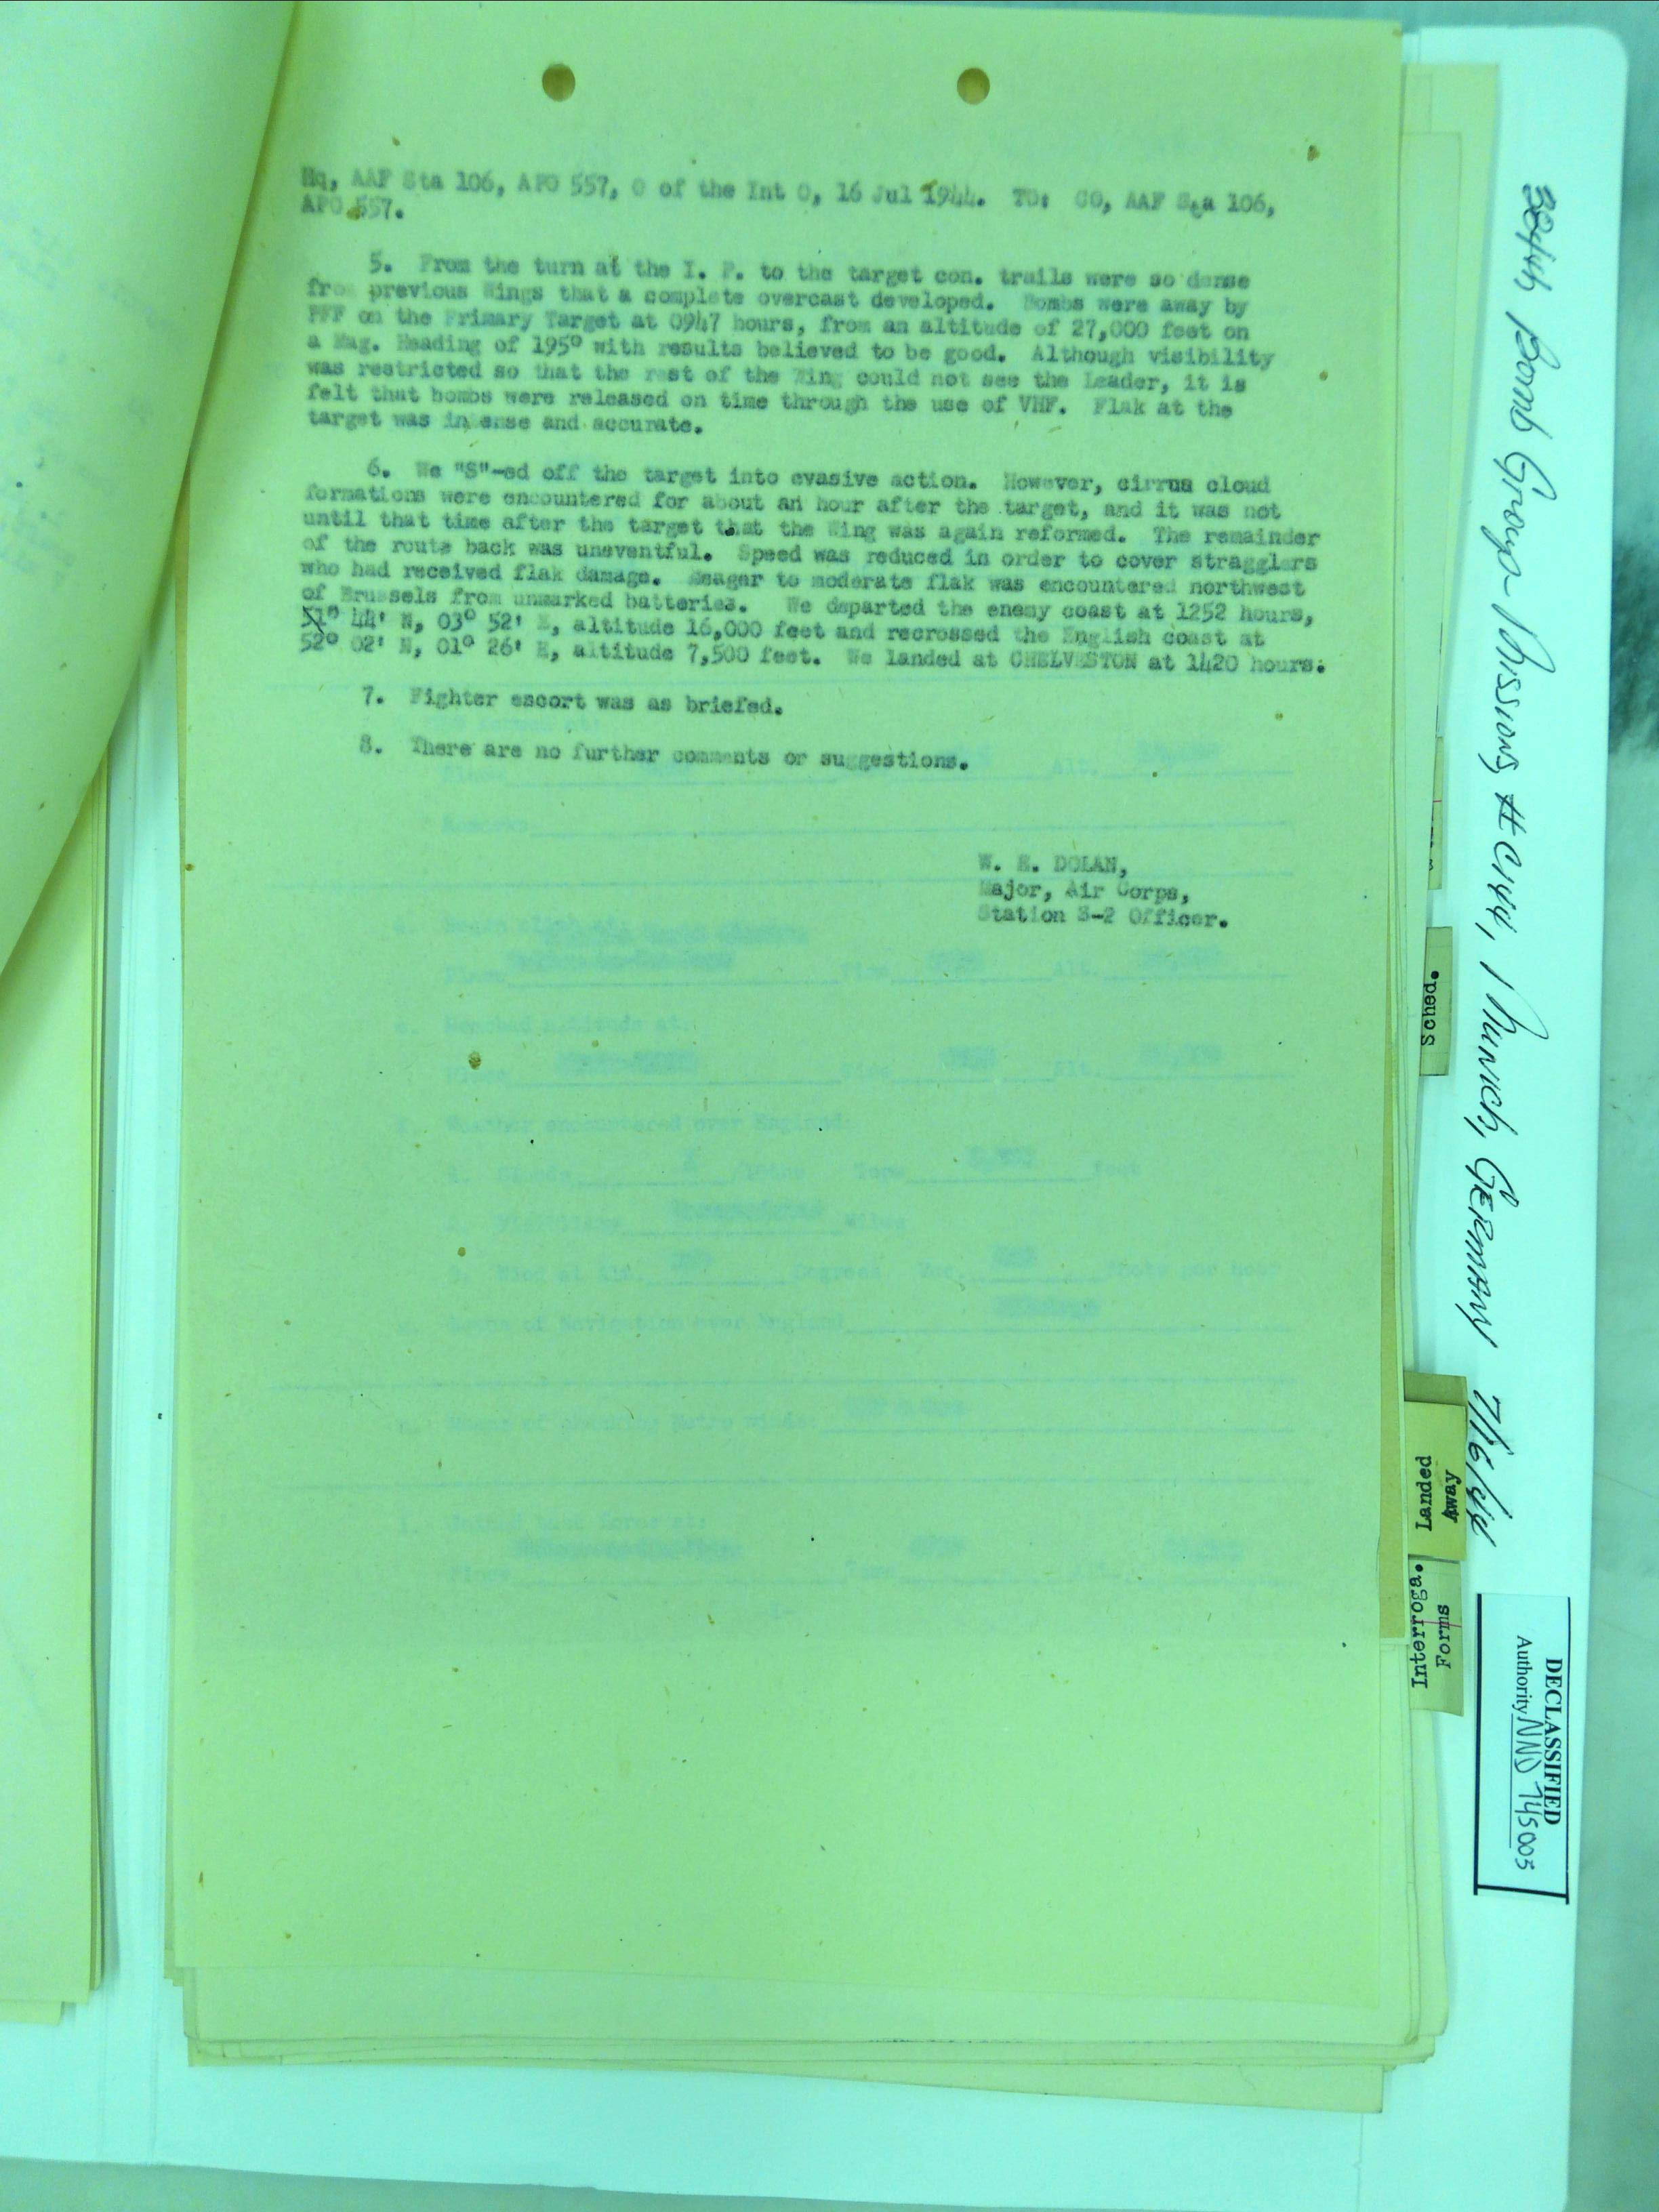 Hq, AAF Sta 106, APO 557, O of the Int O, 16 Jul 1944. TO: CO, AAF Sta 106,
APO 557.
5. From the turn at the I. P. to the target con. trails were so dense
from previous Wings that a complete overcast developed. Bombs were away by
PFF on the Primary Target at 0947 hours, from an altitude of 27,000 feet on
a Mag. Heading of 195° with results believed to be good. Although visibility
was restricted so that the rest of the Wing could not see the Leader, it is
felt that bombs were released on time through the use of VHF. Flak at the
target was intense and accurate.
6. We "S"-ed off the target into evasive action. However, cirrus cloud
formations were encountered for about an hour after the target, and it was not
until that time after the target that the Wing was again reformed. The remainder
of the route back was uneventful. Speed was reduced in order to cover stragglers
who had received flak damage. Meager to moderate flak was encountered northwest
of Brussels from unmarked batteries. We departed the enemy coast at 1252 hours,
51° 44' N, 03° 52' E, altitude 16,000 feet and recrossed the English coast at
52° 02' N, 01° 26' E, altitude 7,500 feet. We landed at CHELVESTON at 1420 hours.
7. Fighter escort was as briefed.
8. There are no further comments or suggestions.
W. E. DOLAN,
Major, Air Corps,
Station S-2 Officer.
Alt.
Remarks
Sched.
Landed
Away
Interroga.
Forms
Bomb Group Mission, Munich, GERMANY 7/16/44
DECLASSIFIED
Authority NND 745005